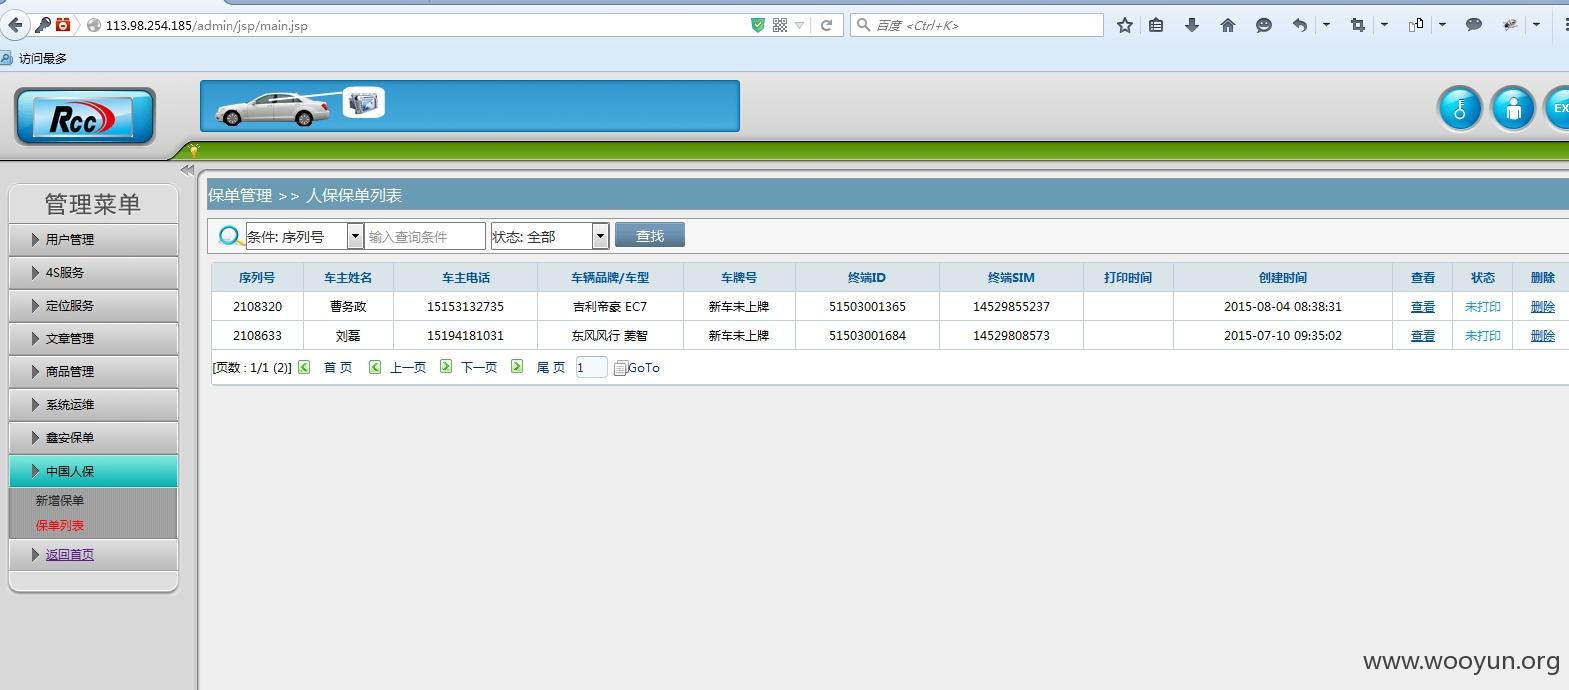 113.98.254.185/admin/jsp/main.jsp
百度 <Ctrl+K>
访问最多
Rcc
EX
管理菜单
用户管理
4S服务
定位服务
文章管理
商品管理
系统运维
鑫安保单
中国人保
新增保单
保单列表
返回首页
保单管理 >> 人保保单列表
条件: 序列号 输入查询条件 状态: 全部 查找
序列号 车主姓名 车主电话 车辆品牌/车型 车牌号 终端ID 终端SIM 打印时间 创建时间 查看 状态 删除
2108320 曹务政 15153132735 吉利帝豪 EC7 新车未上牌 51503001365 14529855237 2015-08-04 08:38:31 查看 未打印 删除
2108633 刘磊 15194181031 东风风行 菱智 新车未上牌 51503001684 14529808573 2015-07-10 09:35:02 查看 未打印 删除
[页数 : 1/1 (2)] 首 页 上一页 下一页 尾 页 1 GoTo
www.wooyun.org